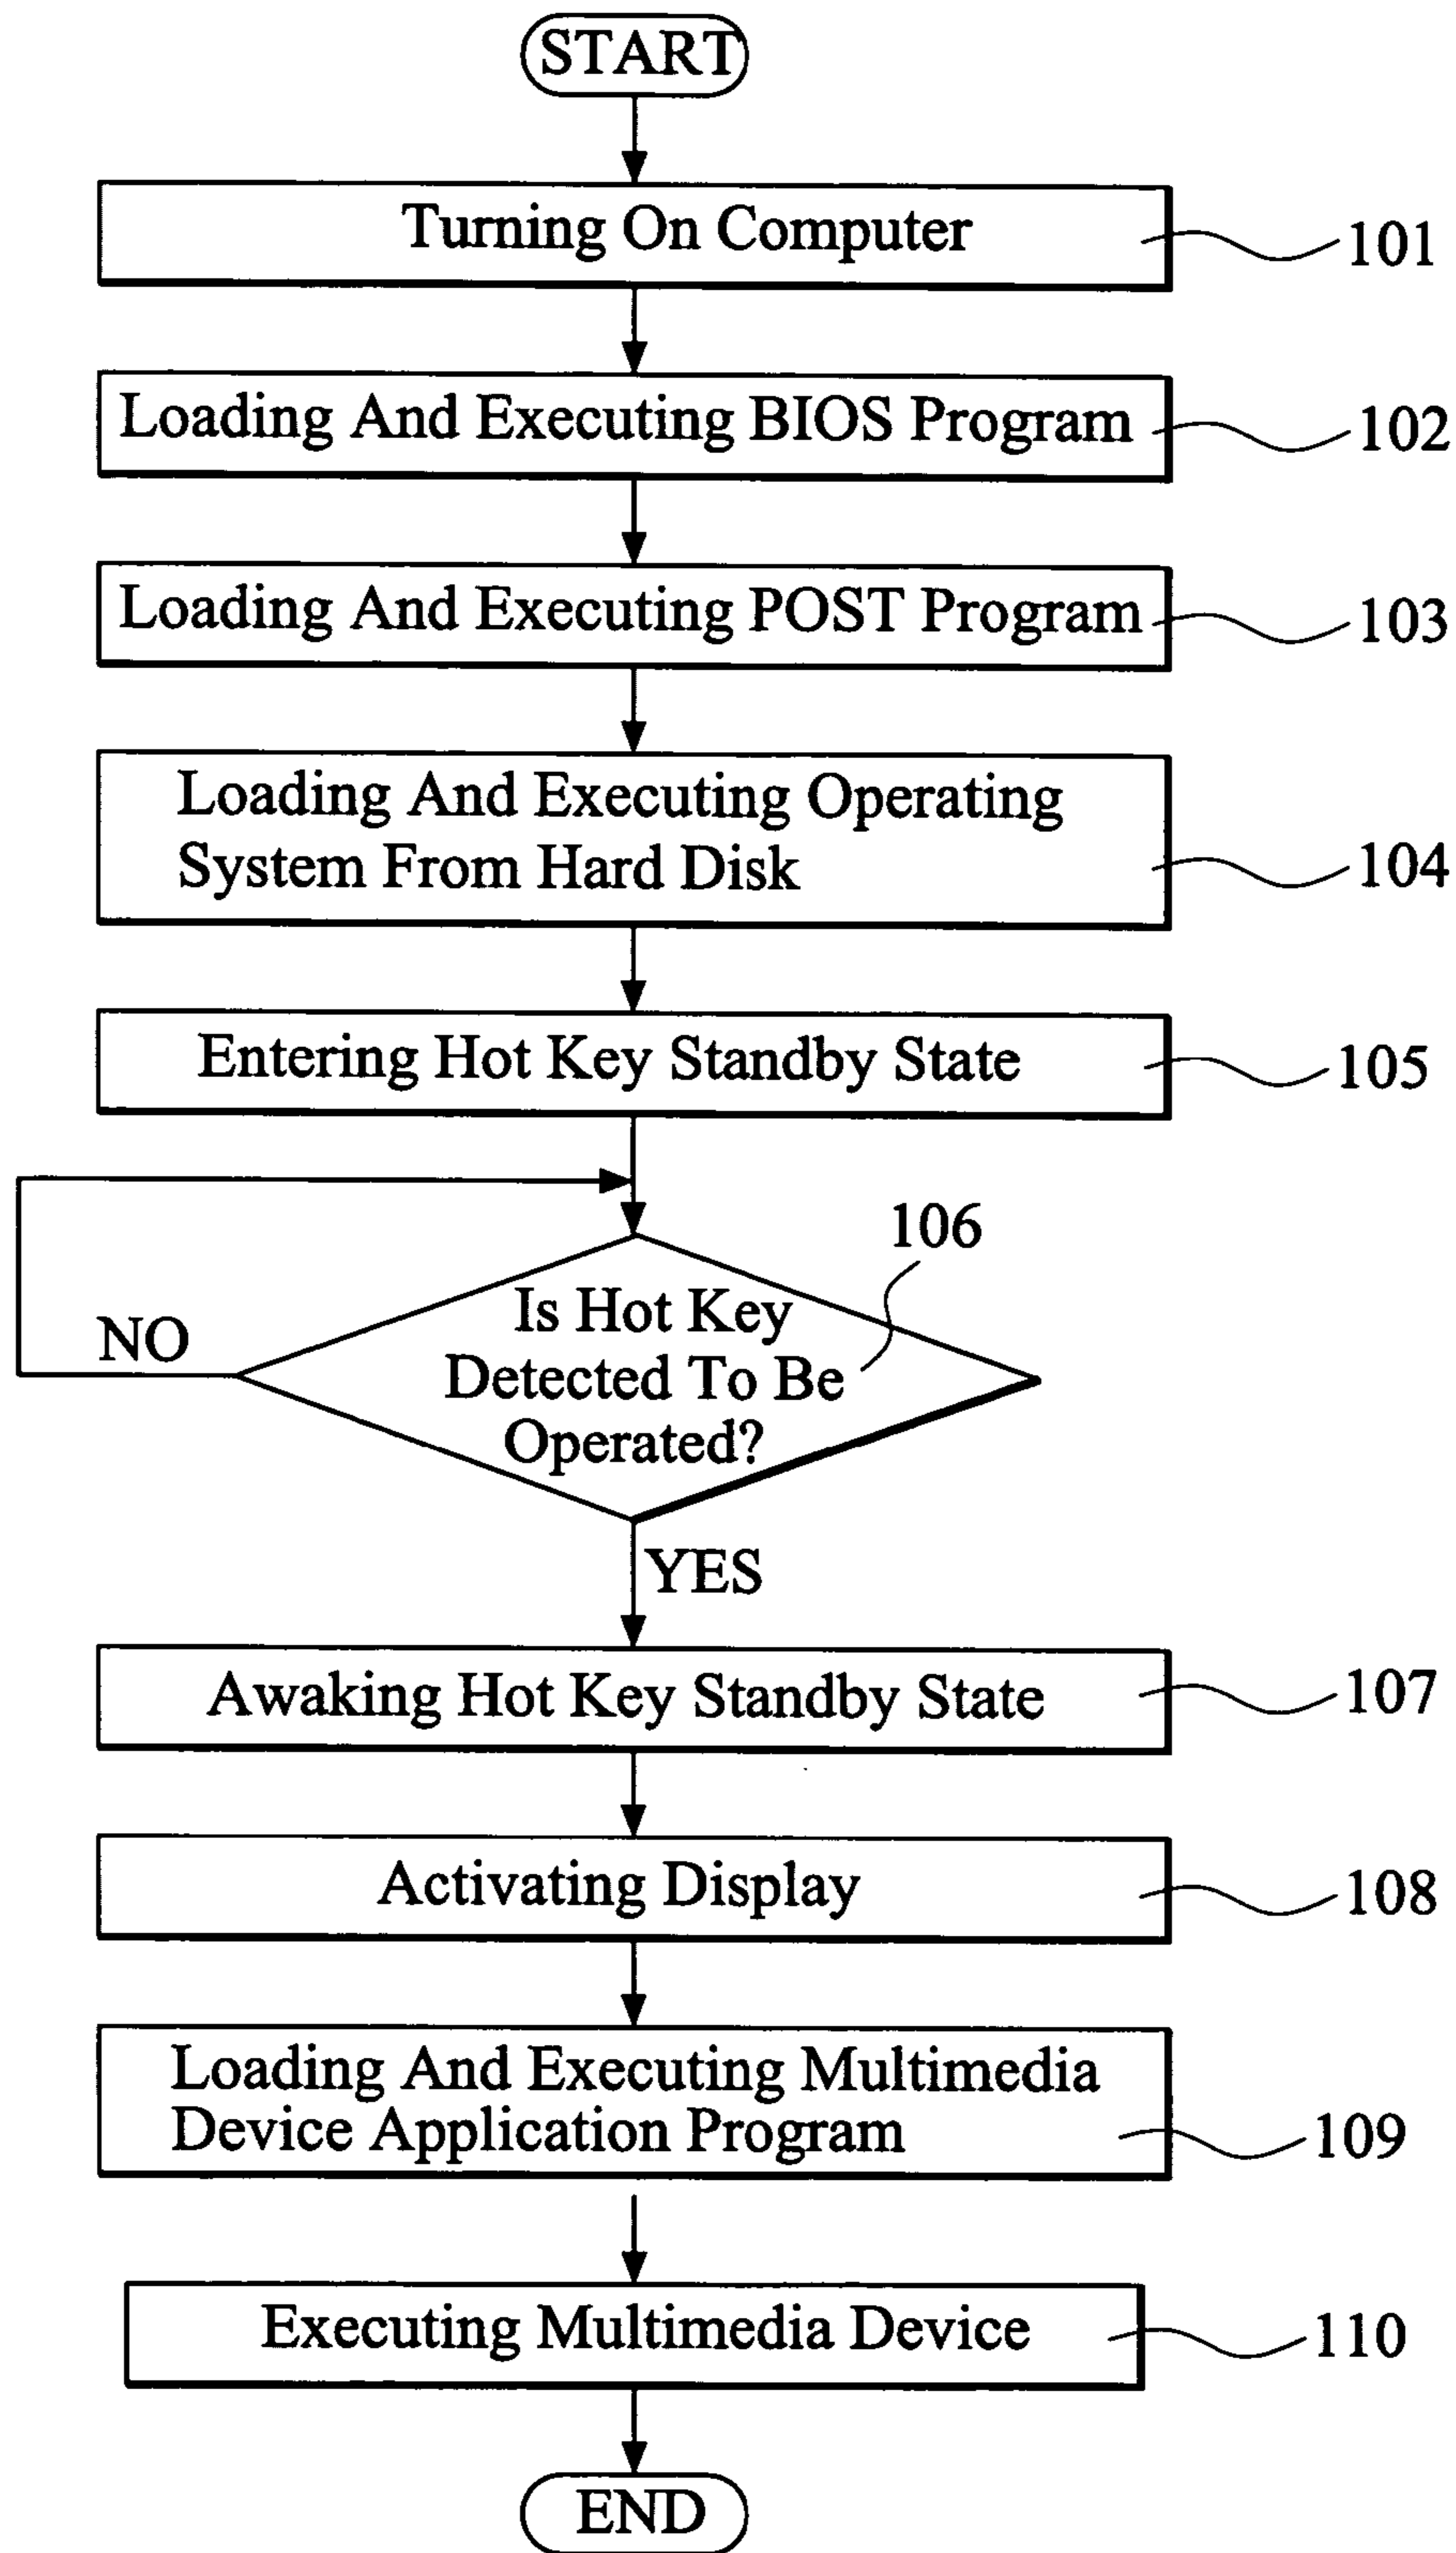 START
Turning On Computer
101
Loading And Executing BIOS Program
102
Loading And Executing POST Program
103
Loading And Executing Operating
System From Hard Disk
104
Entering Hot Key Standby State
105
106
Is Hot Key
Detected To Be
Operated?
NO
YES
Awaking Hot Key Standby State
107
Activating Display
108
Loading And Executing Multimedia
Device Application Program
109
Executing Multimedia Device
110
END